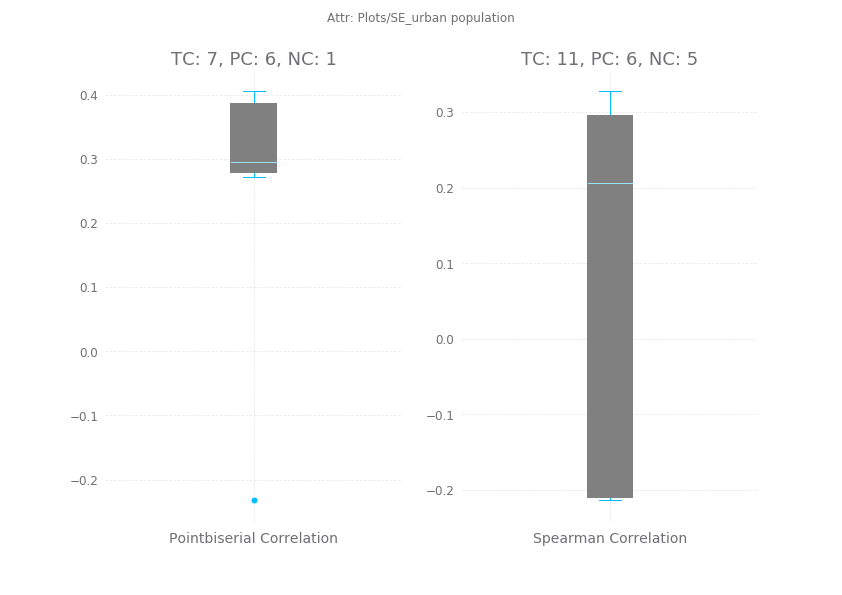 Attr: Plots/SE_urban population
TC: 7, PC: 6, NC: 1
0.4
0.3
0.2
0.1
0.0
−0.1
−0.2
Pointbiserial Correlation
TC: 11, PC: 6, NC: 5
0.3
0.2
0.1
0.0
−0.1
−0.2
Spearman Correlation